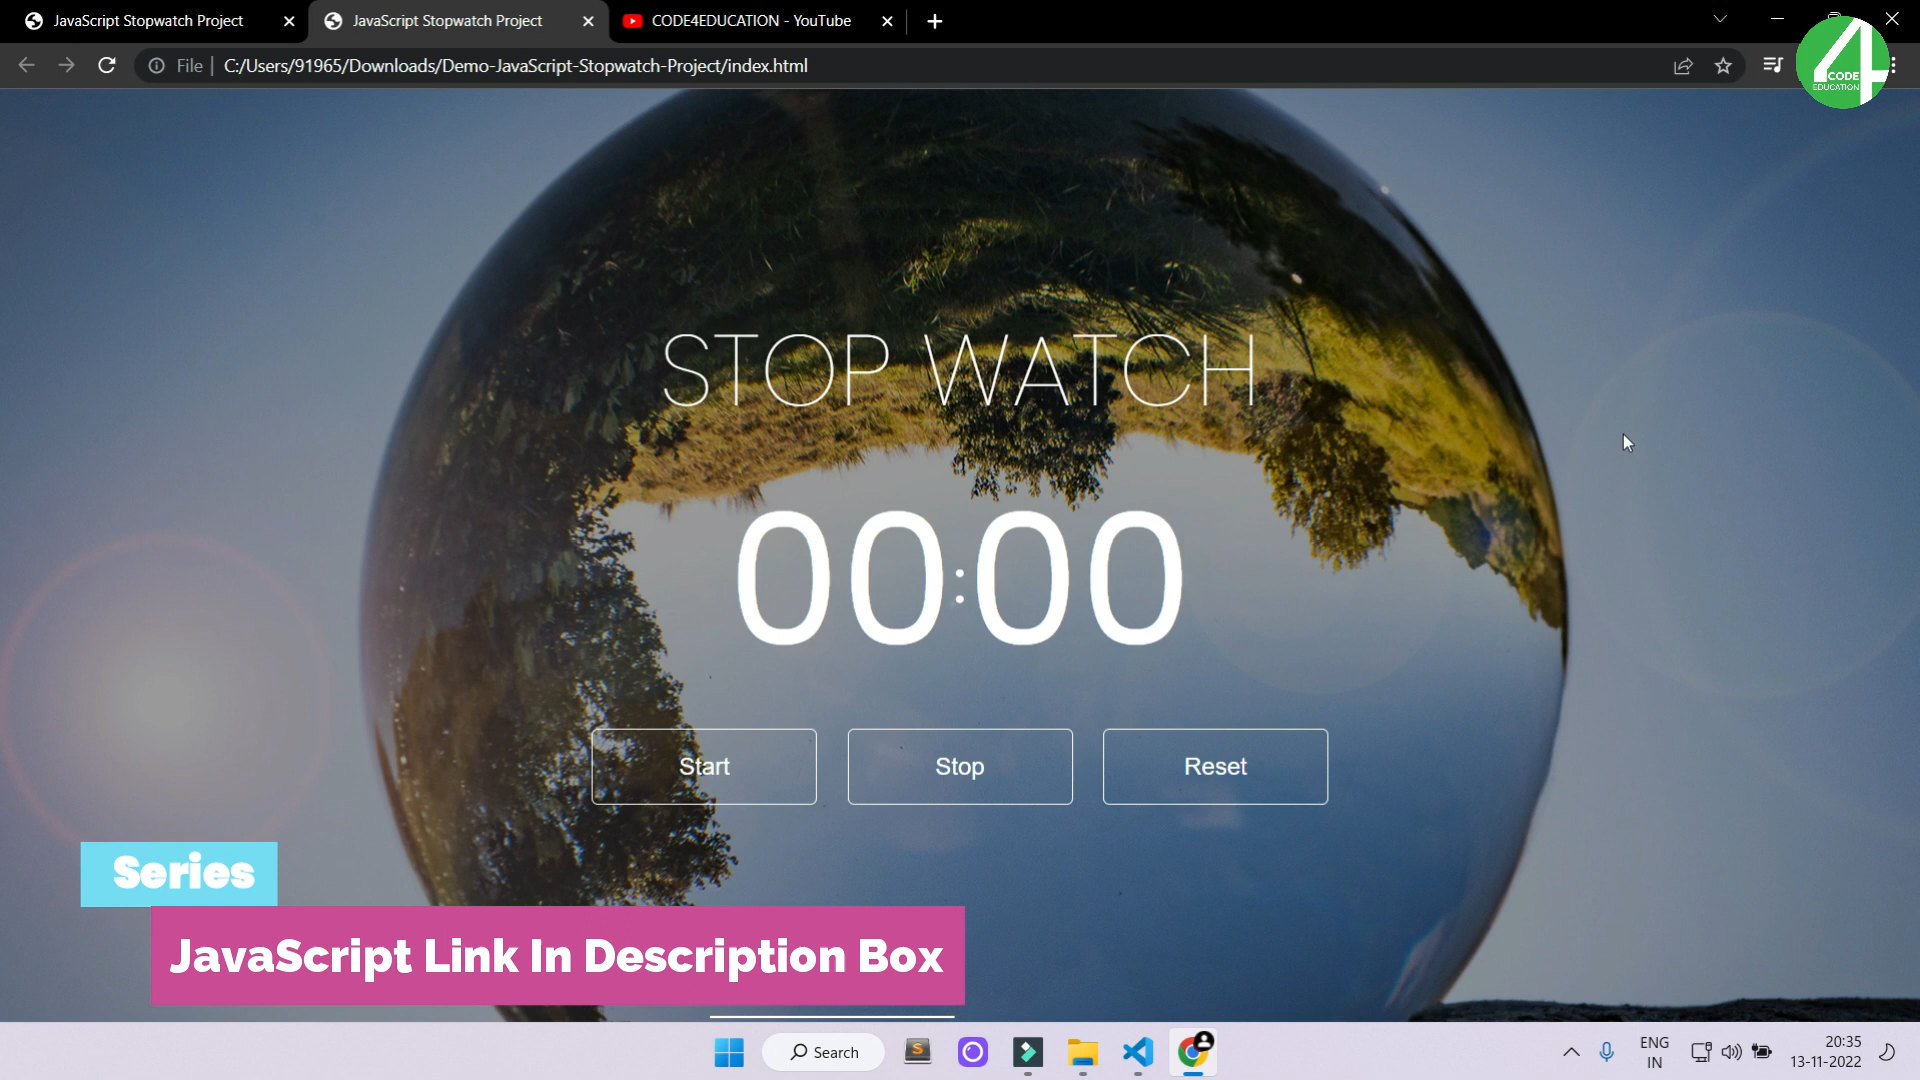 JavaScript Stopwatch Project
JavaScript Stopwatch Project
CODE4EDUCATION - YouTube
File
C:/Users/91965/Downloads/Demo-JavaScript-Stopwatch-Project/index.html
4
CODE
EDUCATION
STOP WATCH
00:00
Start
Stop
Reset
Series
JavaScript Link In Description Box
Search
S
ENG
IN
20:35
13-11-2022